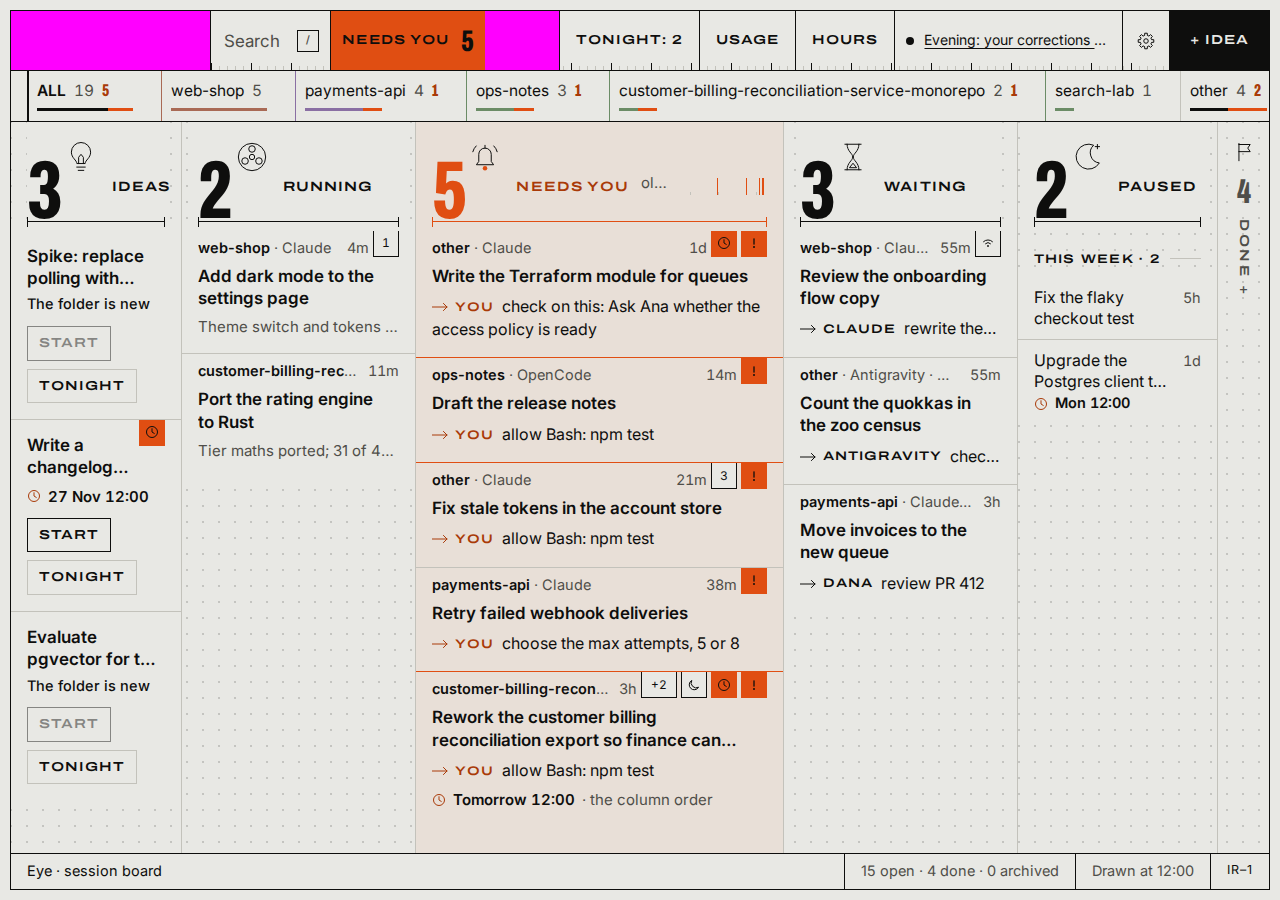 Search /
NEEDS YOU 5
TONIGHT: 2
USAGE
HOURS
Evening: your corrections ...
+ IDEA
ALL 19 5
web-shop 5
payments-api 4 1
ops-notes 3 1
customer-billing-reconciliation-service-monorepo 2 1
search-lab 1
other 4 2
3 IDEAS
Spike: replace
polling with...
The folder is new
START
TONIGHT
Write a
changelog...
27 Nov 12:00
START
TONIGHT
Evaluate
pgvector for t...
The folder is new
START
TONIGHT
2 RUNNING
web-shop · Claude 4m 1
Add dark mode to the
settings page
Theme switch and tokens ...
customer-billing-rec... 11m
Port the rating engine
to Rust
Tier maths ported; 31 of 4...
5 NEEDS YOU ol...
other · Claude 1d !
Write the Terraform module for queues
→ YOU check on this: Ask Ana whether the
access policy is ready
ops-notes · OpenCode 14m !
Draft the release notes
→ YOU allow Bash: npm test
other · Claude 21m 3 !
Fix stale tokens in the account store
→ YOU allow Bash: npm test
payments-api · Claude 38m !
Retry failed webhook deliveries
→ YOU choose the max attempts, 5 or 8
customer-billing-recon... 3h +2 !
Rework the customer billing
reconciliation export so finance can...
→ YOU allow Bash: npm test
Tomorrow 12:00 · the column order
3 WAITING
web-shop · Clau... 55m
Review the onboarding
flow copy
→ CLAUDE rewrite the...
other · Antigravity · ... 55m
Count the quokkas in
the zoo census
→ ANTIGRAVITY chec...
payments-api · Claude... 3h
Move invoices to the
new queue
→ DANA review PR 412
2 PAUSED
THIS WEEK · 2
Fix the flaky 5h
checkout test
Upgrade the 1d
Postgres client t...
Mon 12:00
4 DONE +
Eye · session board
15 open · 4 done · 0 archived
Drawn at 12:00
IR–1